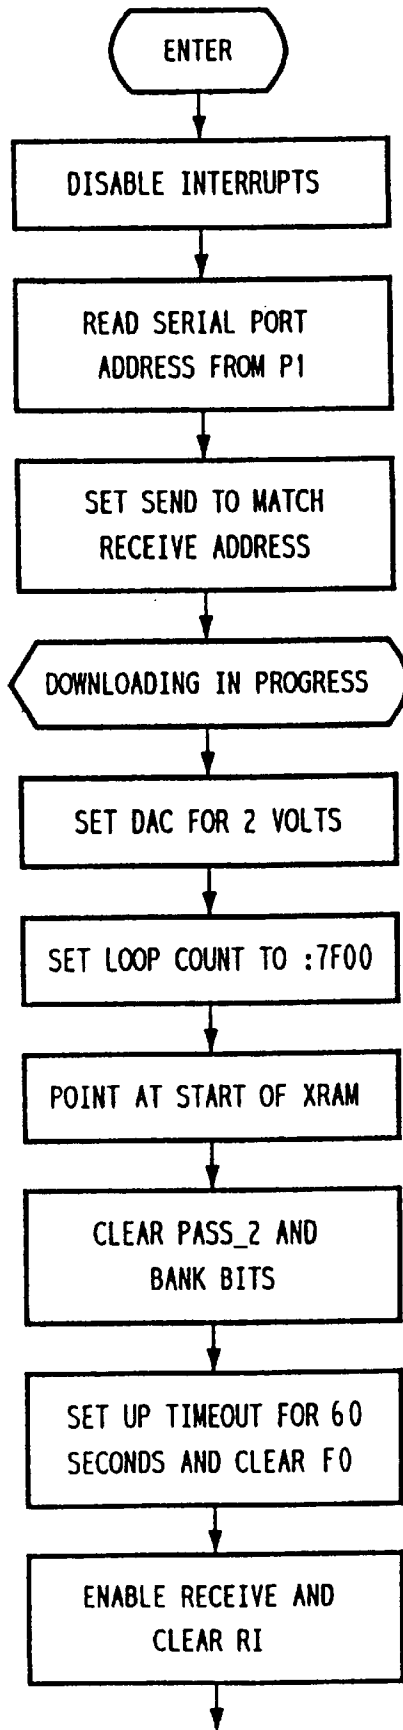 ENTER
DISABLE INTERRUPTS
READ SERIAL PORT
ADDRESS FROM P1
SET SEND TO MATCH
RECEIVE ADDRESS
DOWNLOADING IN PROGRESS
SET DAC FOR 2 VOLTS
SET LOOP COUNT TO :7F00
POINT AT START OF XRAM
CLEAR PASS_2 AND
BANK BITS
SET UP TIMEOUT FOR 60
SECONDS AND CLEAR F0
ENABLE RECEIVE AND
CLEAR RI